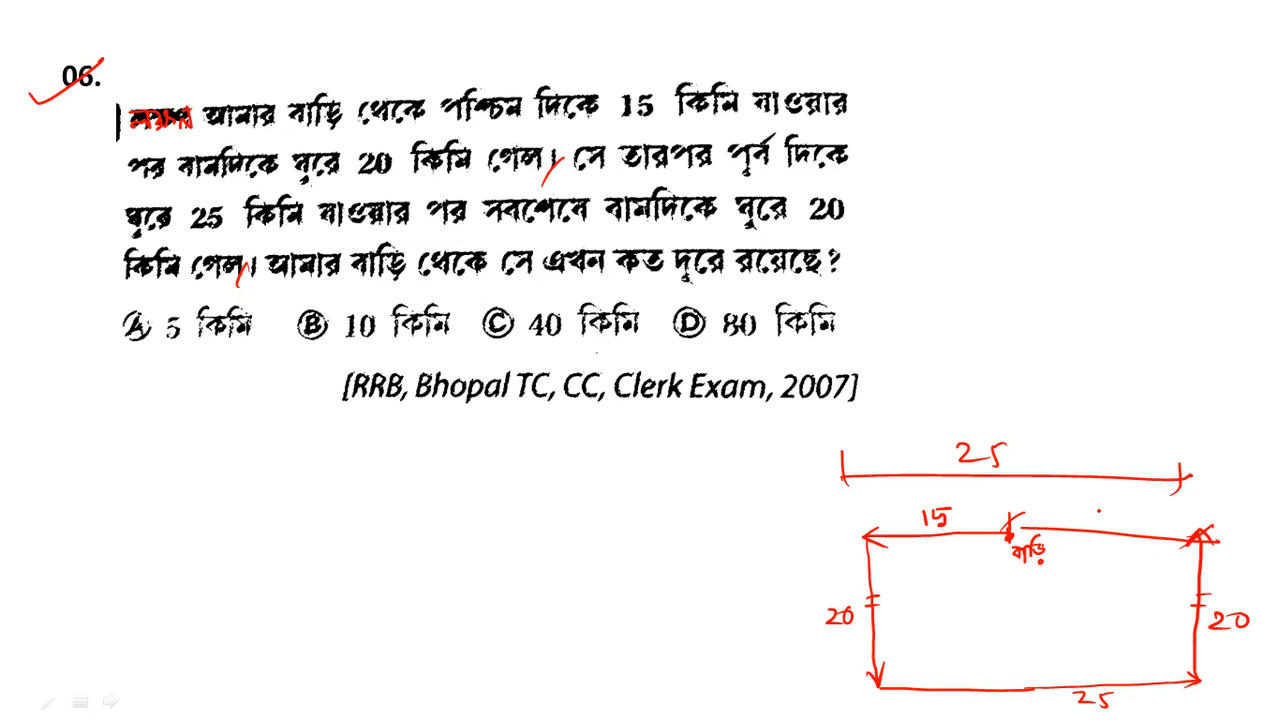 06.
আমার বাড়ি থেকে পশ্চিম দিকে 15 কিমি যাওয়ার
পর বামদিকে ঘুরে 20 কিমি গেল। সে তারপর পূর্ব দিকে
ঘুরে 25 কিমি যাওয়ার পর সবশেষে বামদিকে ঘুরে 20
কিমি গেল। আমার বাড়ি থেকে সে এখন কত দূরে রয়েছে?
Ⓐ 5 কিমি Ⓑ 10 কিমি Ⓒ 40 কিমি Ⓓ 80 কিমি
[RRB, Bhopal TC, CC, Clerk Exam, 2007]
25
15
বাড়ি
20
20
25